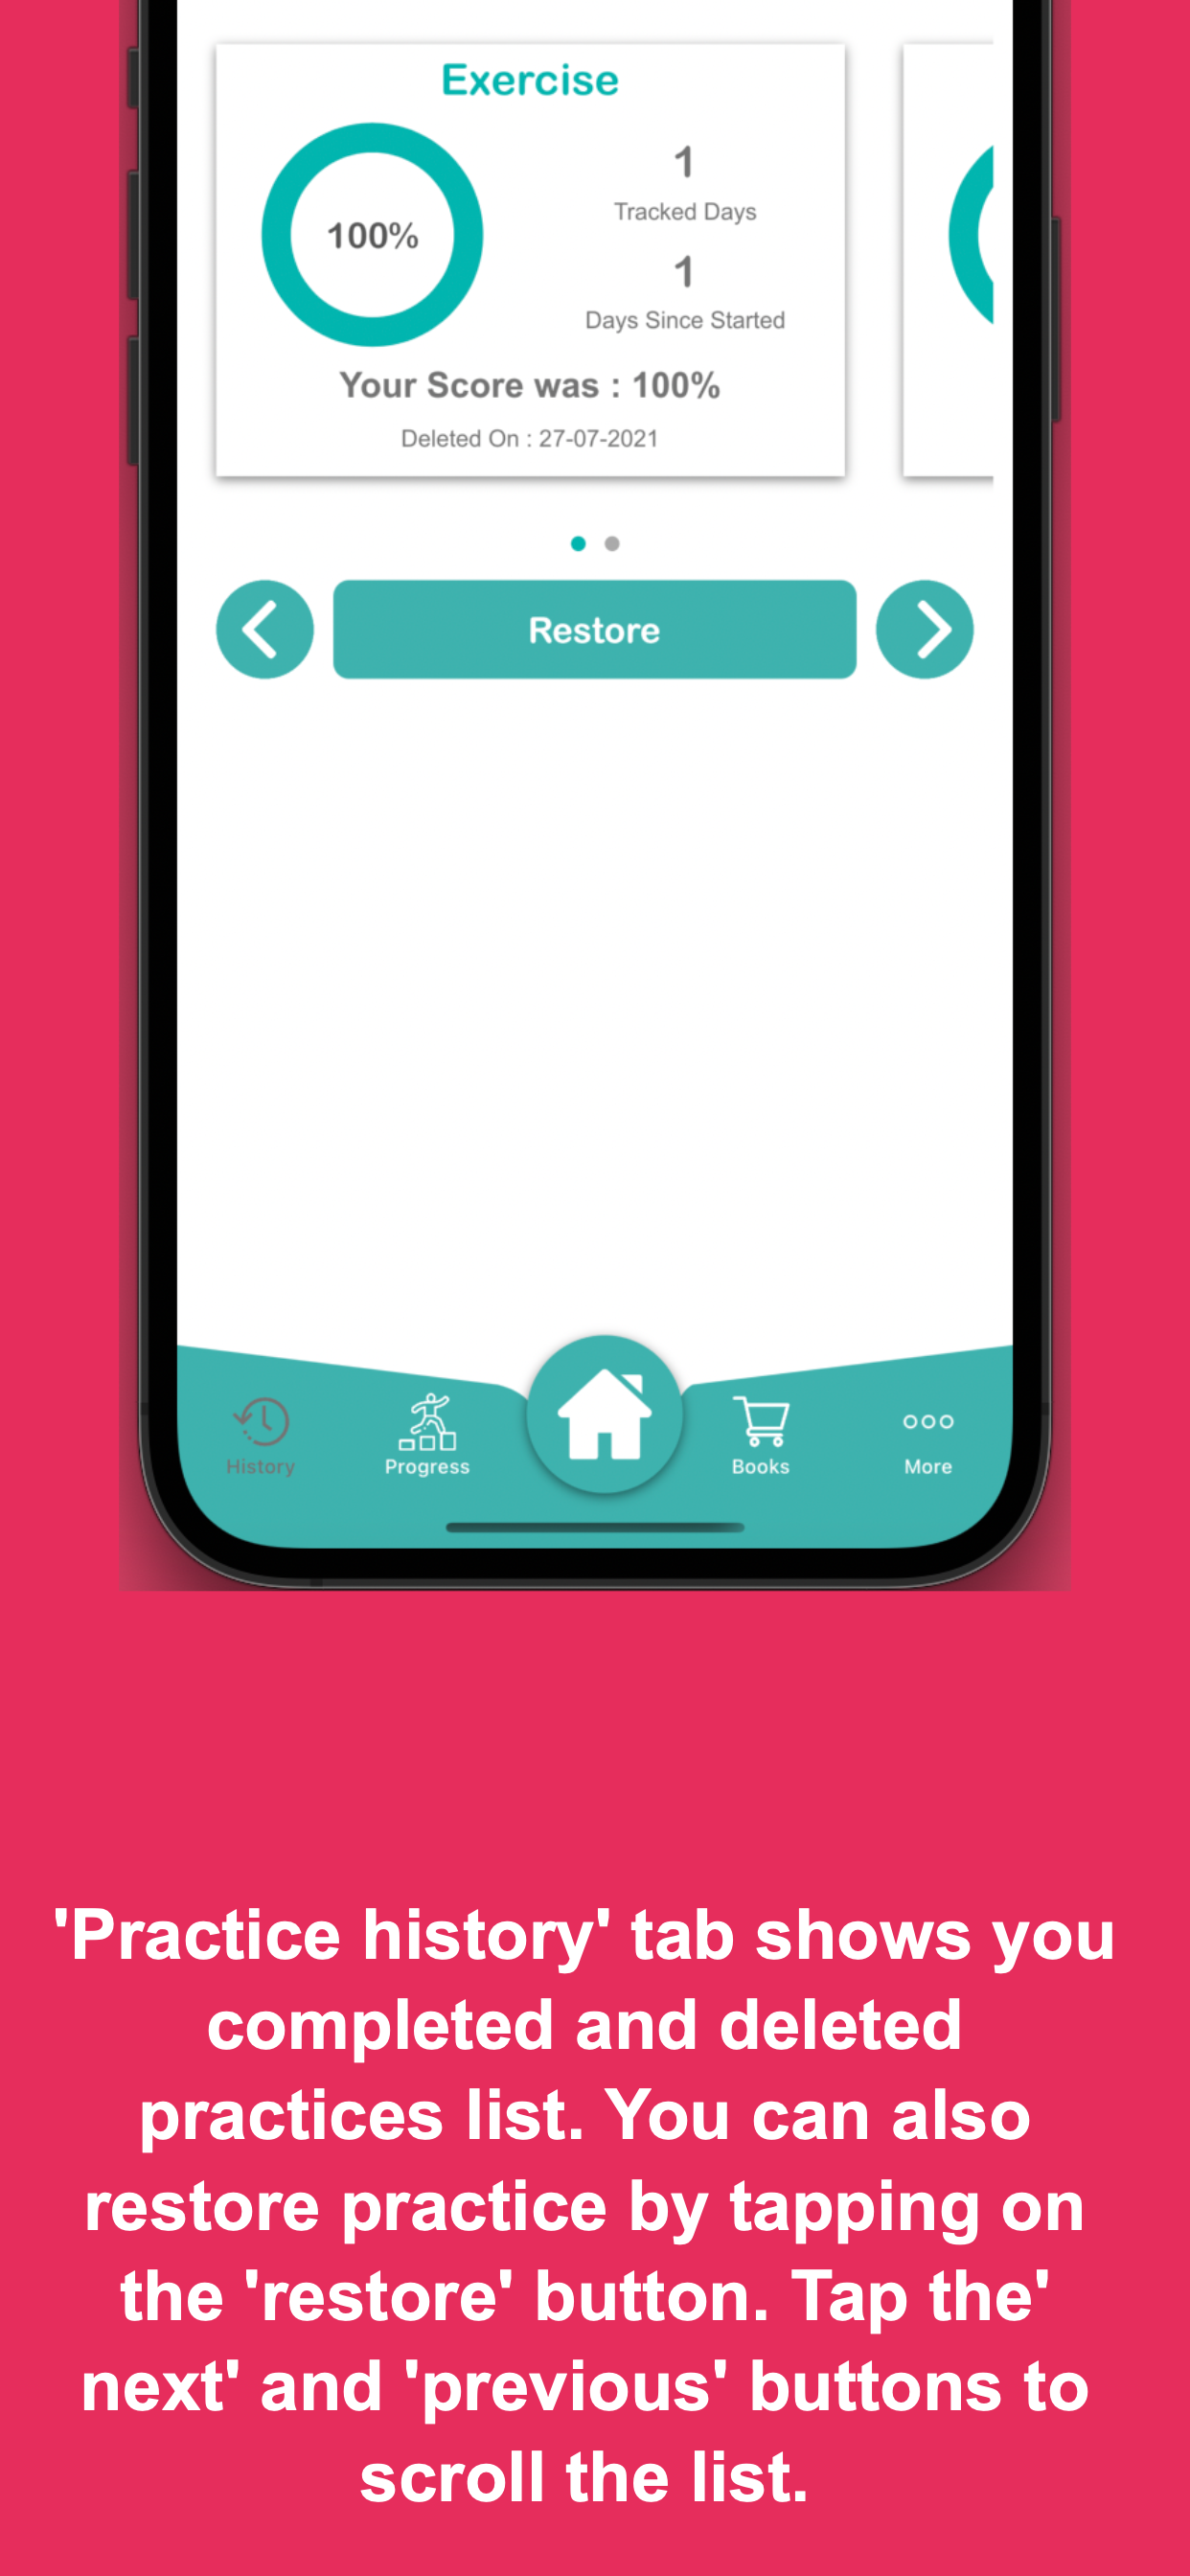 Exercise
100%
1
Tracked Days
1
Days Since Started
Your Score was : 100%
Deleted On : 27-07-2021
Restore
History
Progress
Books
More
'Practice history' tab shows you
completed and deleted
practices list. You can also
restore practice by tapping on
the 'restore' button. Tap the'
next' and 'previous' buttons to
scroll the list.